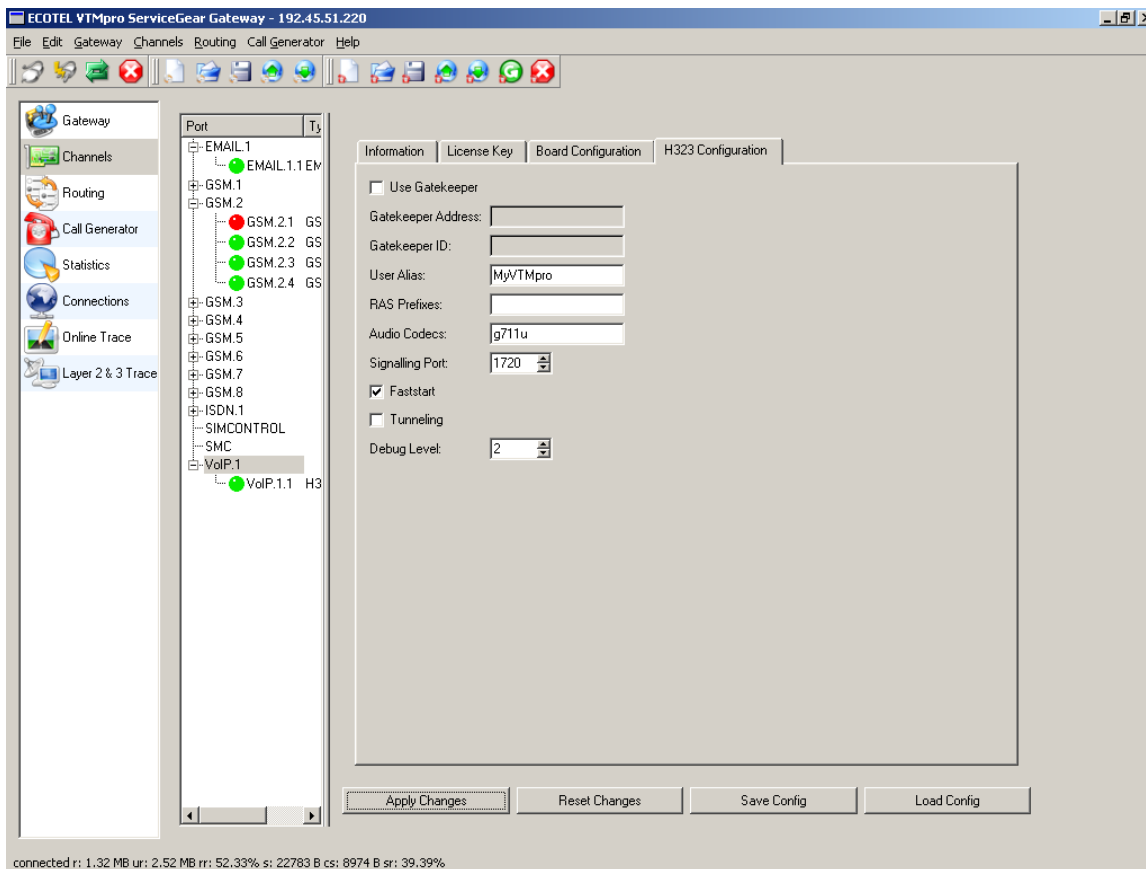 ECOTEL VTMpro ServiceGear Gateway - 192.45.51.220
File Edit Gateway Channels Routing Call Generator Help
Gateway
Channels
Routing
Call Generator
Statistics
Connections
Online Trace
Layer 2 & 3 Trace
Port Ty
EMAIL.1
EMAIL.1.1 EM
GSM.1
GSM.2
GSM.2.1 GS
GSM.2.2 GS
GSM.2.3 GS
GSM.2.4 GS
GSM.3
GSM.4
GSM.5
GSM.6
GSM.7
GSM.8
ISDN.1
SIMCONTROL
SMC
VoIP.1
VoIP.1.1 H3
Information License Key Board Configuration H323 Configuration
Use Gatekeeper
Gatekeeper Address:
Gatekeeper ID:
User Alias: MyVTMpro
RAS Prefixes:
Audio Codecs: g711u
Signalling Port: 1720
Faststart
Tunneling
Debug Level: 2
Apply Changes Reset Changes Save Config Load Config
connected r: 1.32 MB ur: 2.52 MB rr: 52.33% s: 22783 B cs: 8974 B sr: 39.39%